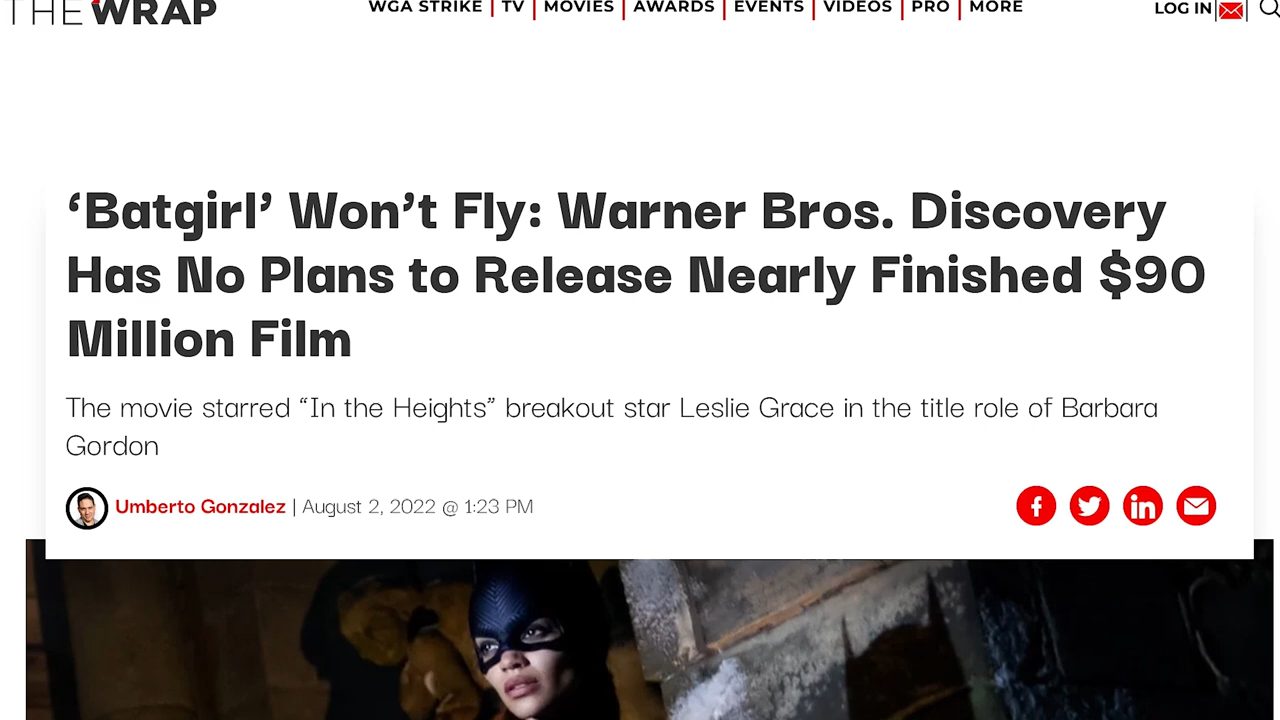 THE WRAP
WGA STRIKE | TV | MOVIES | AWARDS | EVENTS | VIDEOS | PRO | MORE
LOG IN
‘Batgirl’ Won’t Fly: Warner Bros. Discovery
Has No Plans to Release Nearly Finished $90
Million Film
The movie starred “In the Heights” breakout star Leslie Grace in the title role of Barbara
Gordon
Umberto Gonzalez | August 2, 2022 @ 1:23 PM